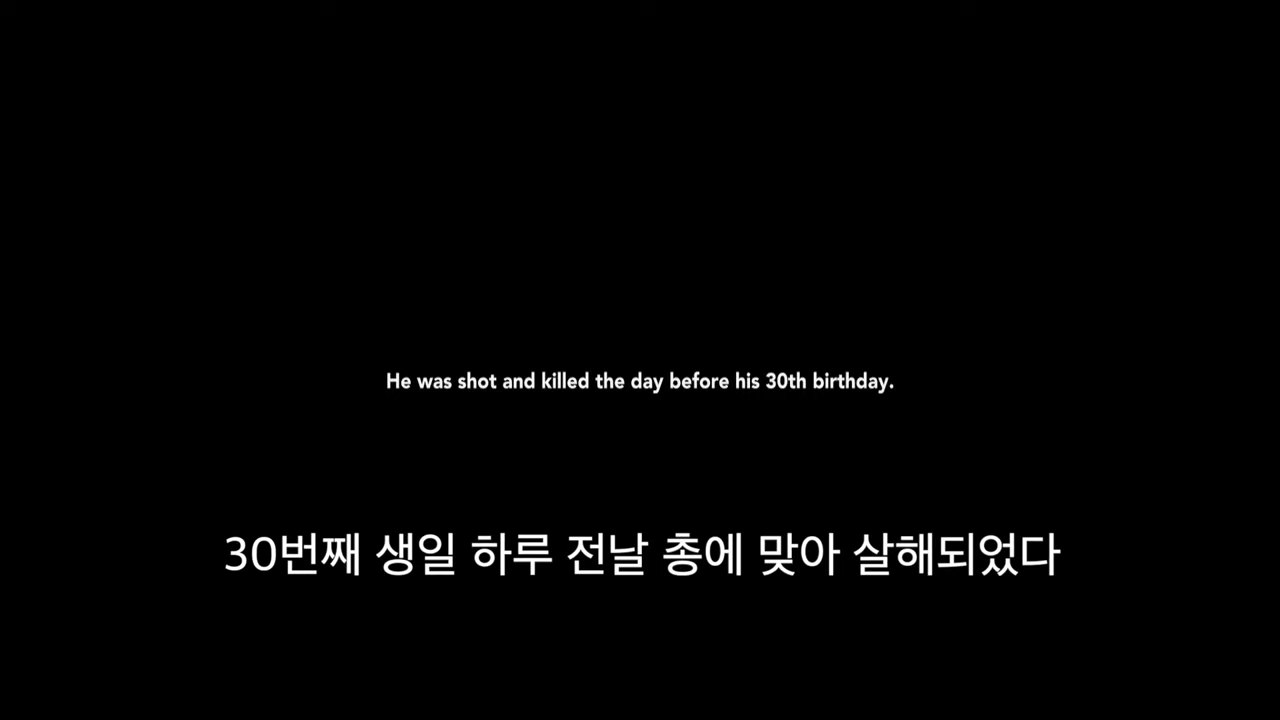 He was shot and killed the day before his 30th birthday.
30번째 생일 하루 전날 총에 맞아 살해되었다